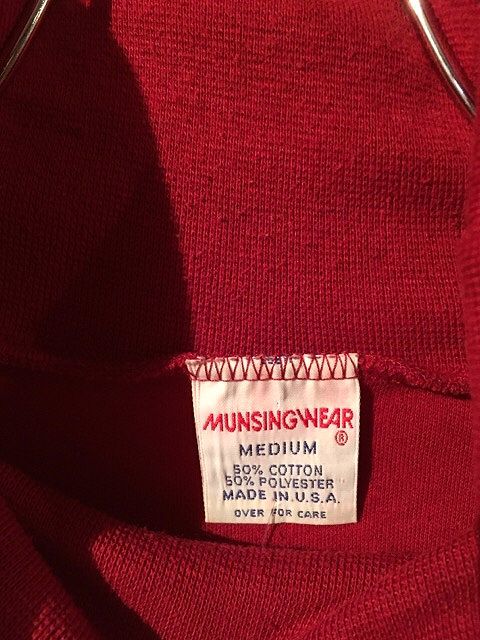 MUNSINGWEAR®
MEDIUM
50% COTTON
50% POLYESTER
MADE IN U.S.A.
OVER FOR CARE